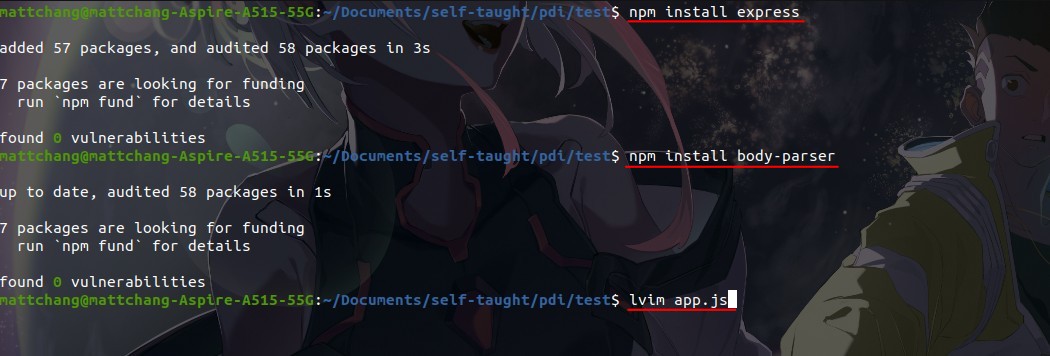 mattchang@mattchang-Aspire-A515-55G:~/Documents/self-taught/pdi/test$ npm install express
added 57 packages, and audited 58 packages in 3s
7 packages are looking for funding
  run `npm fund` for details
found 0 vulnerabilities
mattchang@mattchang-Aspire-A515-55G:~/Documents/self-taught/pdi/test$ npm install body-parser
up to date, audited 58 packages in 1s
7 packages are looking for funding
  run `npm fund` for details
found 0 vulnerabilities
mattchang@mattchang-Aspire-A515-55G:~/Documents/self-taught/pdi/test$ lvim app.js